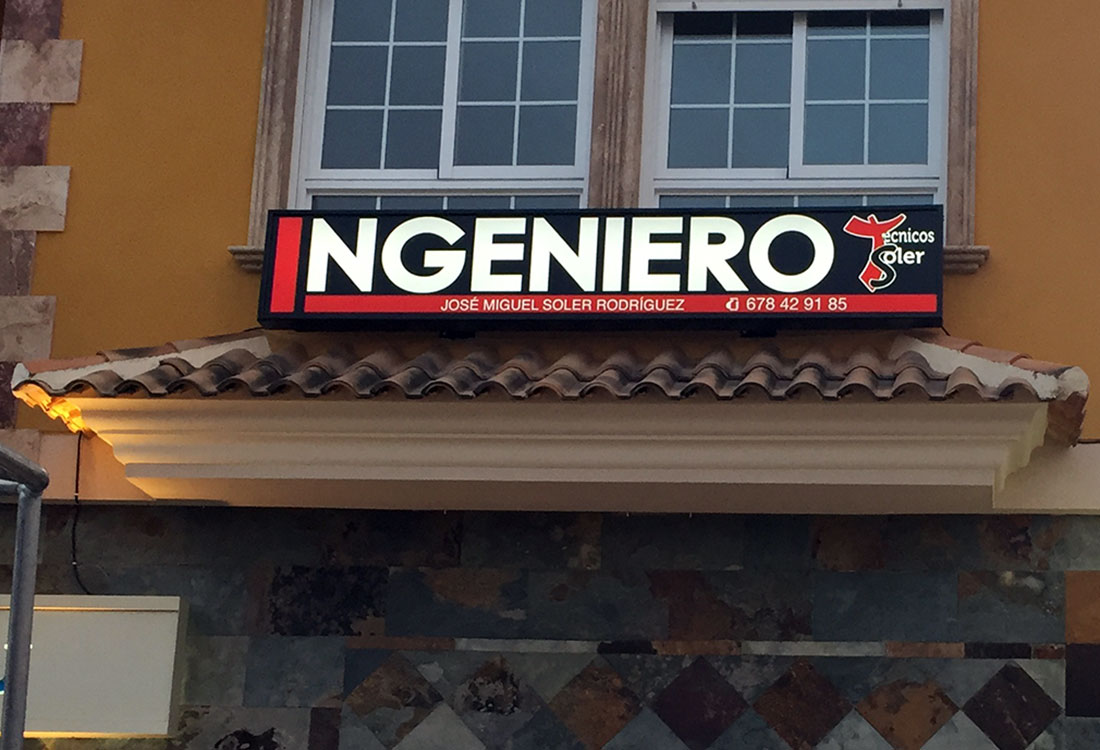 INGENIERO
Técnicos
Soler
JOSÉ MIGUEL SOLER RODRÍGUEZ 678 42 91 85